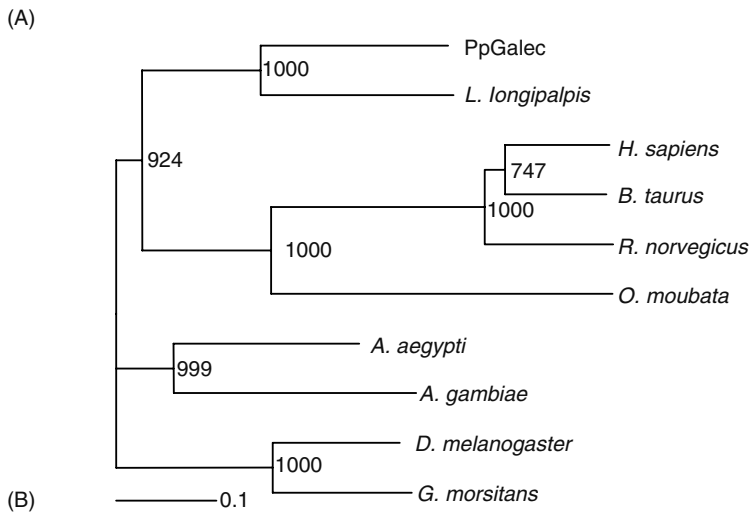 (A)
PpGalec
1000
L. longipalpis
H. sapiens
747
924
B. taurus
1000
R. norvegicus
1000
O. moubata
A. aegypti
999
A. gambiae
D. melanogaster
1000
G. morsitans
(B)
0.1